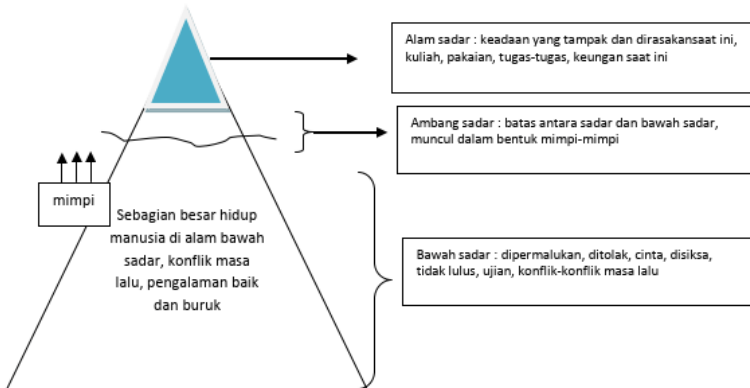 Alam sadar : keadaan yang tampak dan dirasakansaat ini,
kuliah, pakaian, tugas-tugas, keungan saat ini
Ambang sadar : batas antara sadar dan bawah sadar,
muncul dalam bentuk mimpi-mimpi
mimpi
Sebagian besar hidup
manusia di alam bawah
sadar, konflik masa
lalu, pengalaman baik
dan buruk
Bawah sadar : dipermalukan, ditolak, cinta, disiksa,
tidak lulus, ujian, konflik-konflik masa lalu